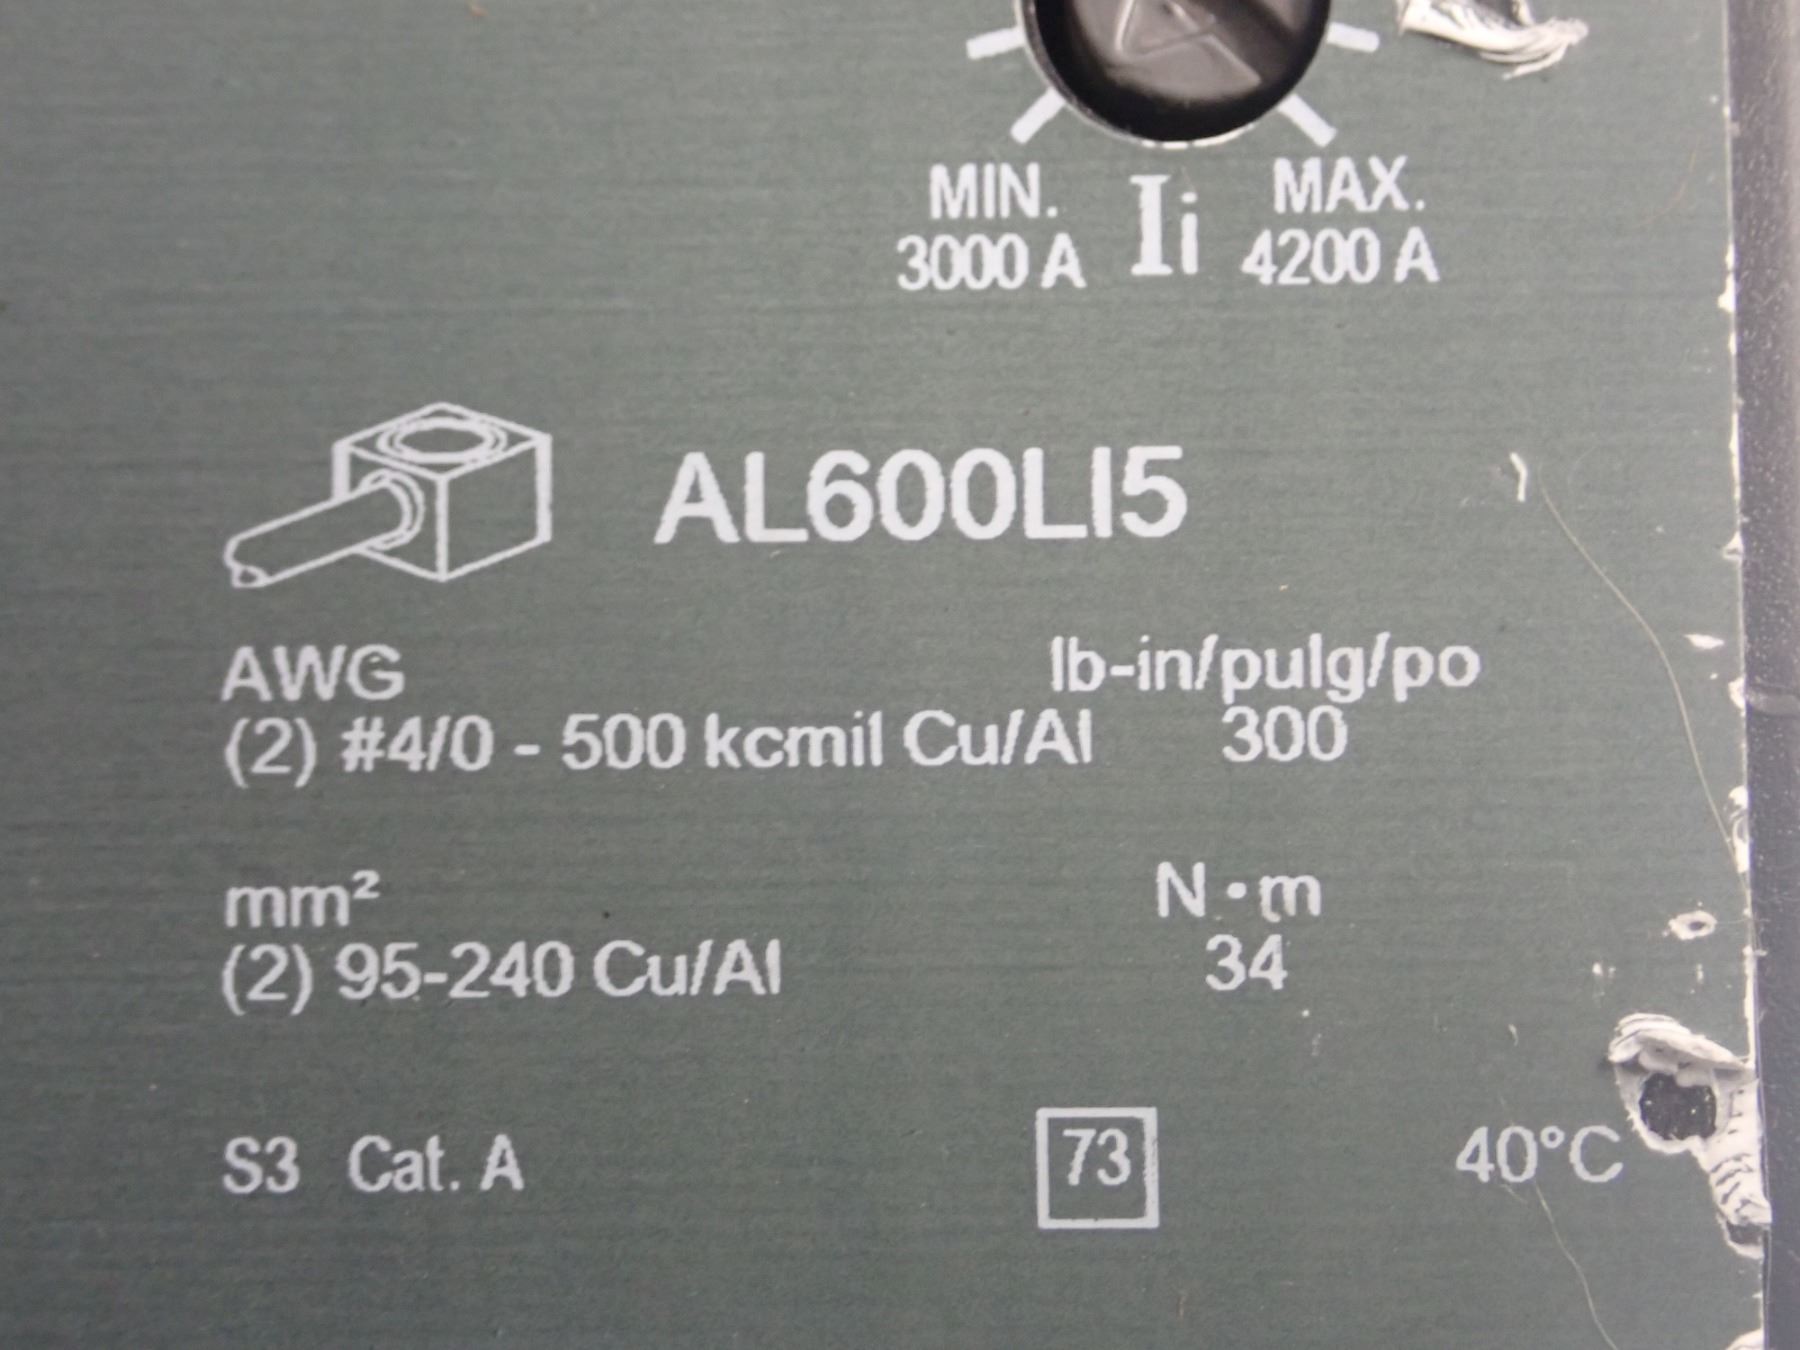 MIN. Ii MAX.
3000 A 4200 A
AL600LI5
AWG lb-in/pulg/po
(2) #4/0 - 500 kcmil Cu/Al 300
mm² N·m
(2) 95-240 Cu/Al 34
S3 Cat. A 73 40°C